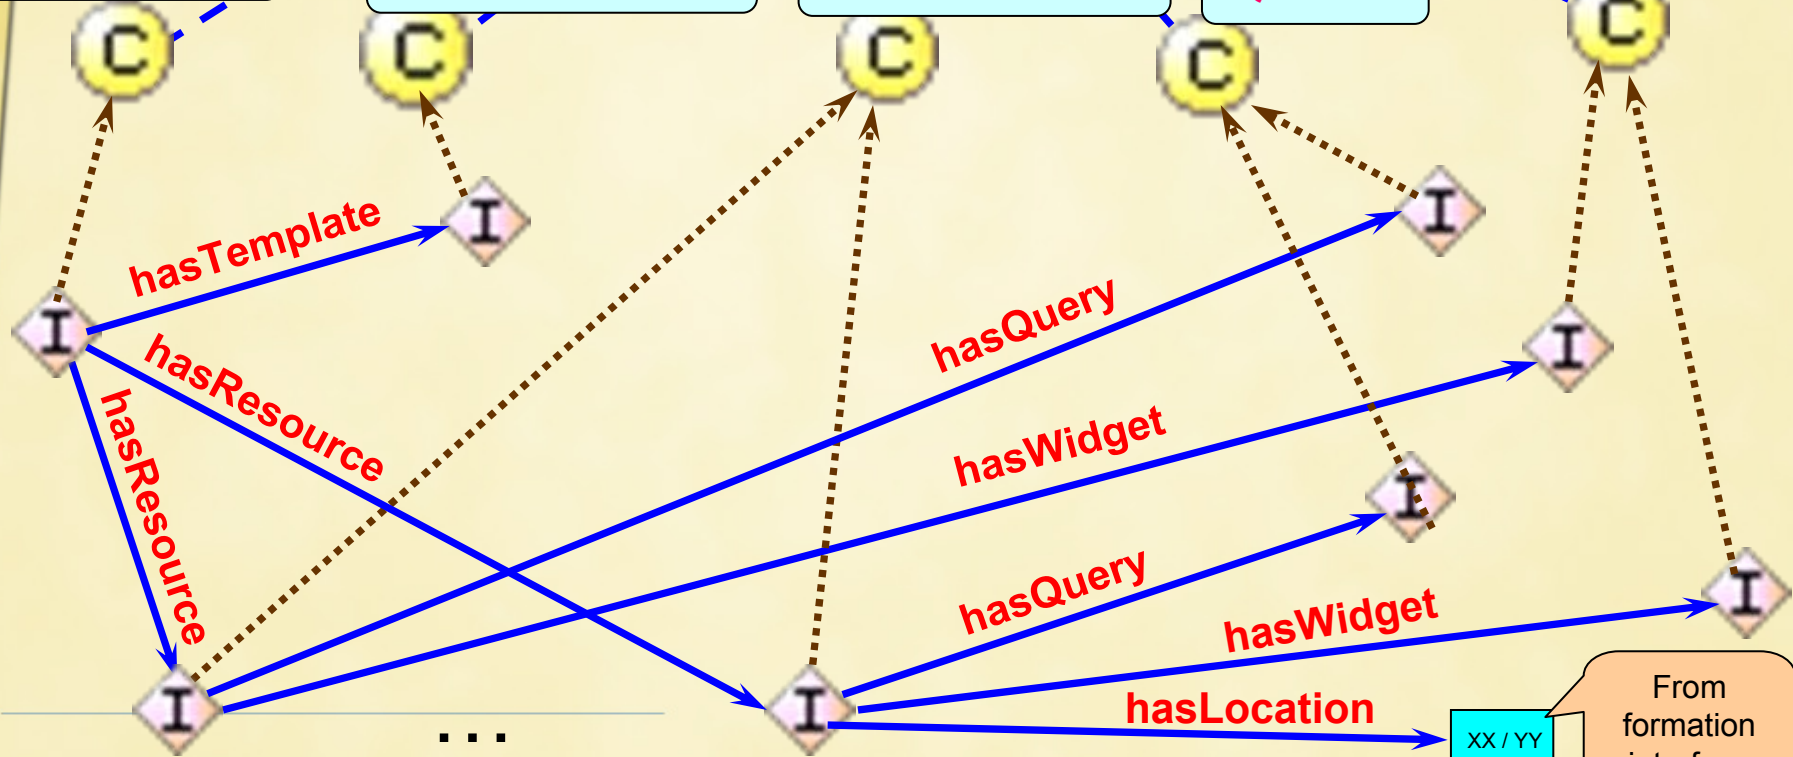 C
C
C
C
C
I
I
I
I
I
I
I
I
hasTemplate
hasResource
hasResource
hasQuery
hasWidget
hasQuery
hasWidget
hasLocation
...
XX / YY
From
formation